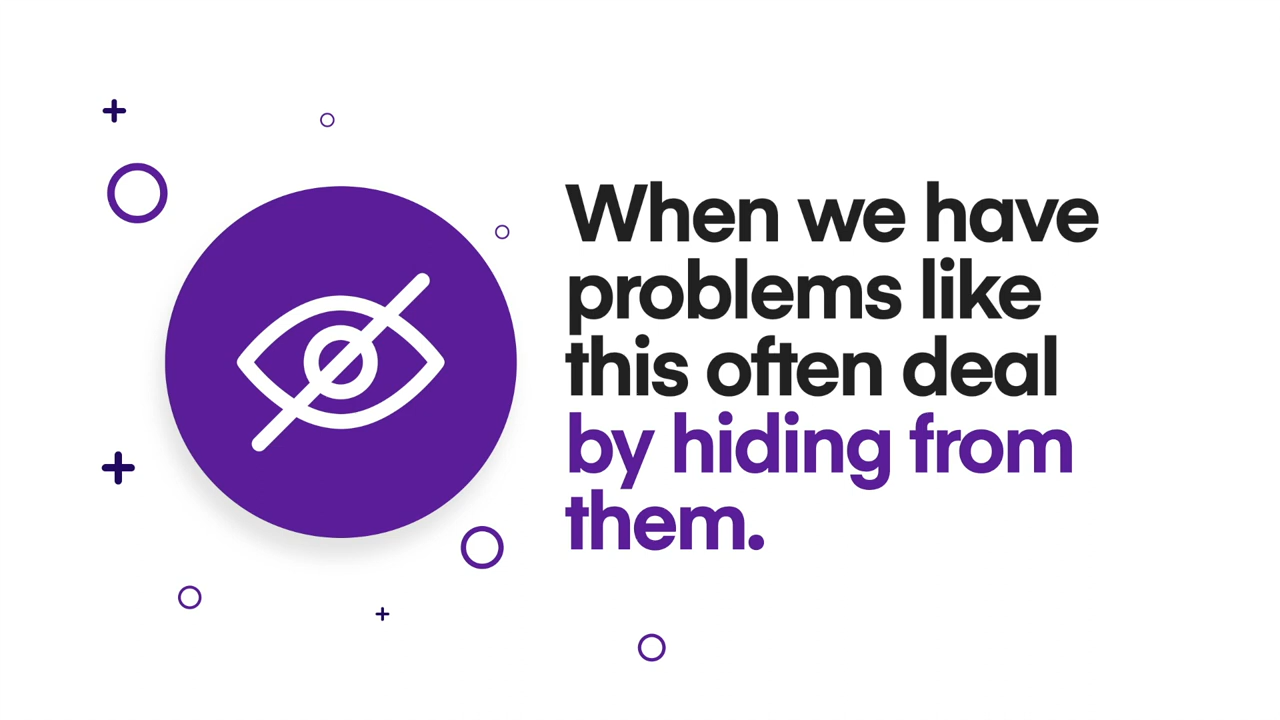 When we have
problems like
this often deal
by hiding from
them.